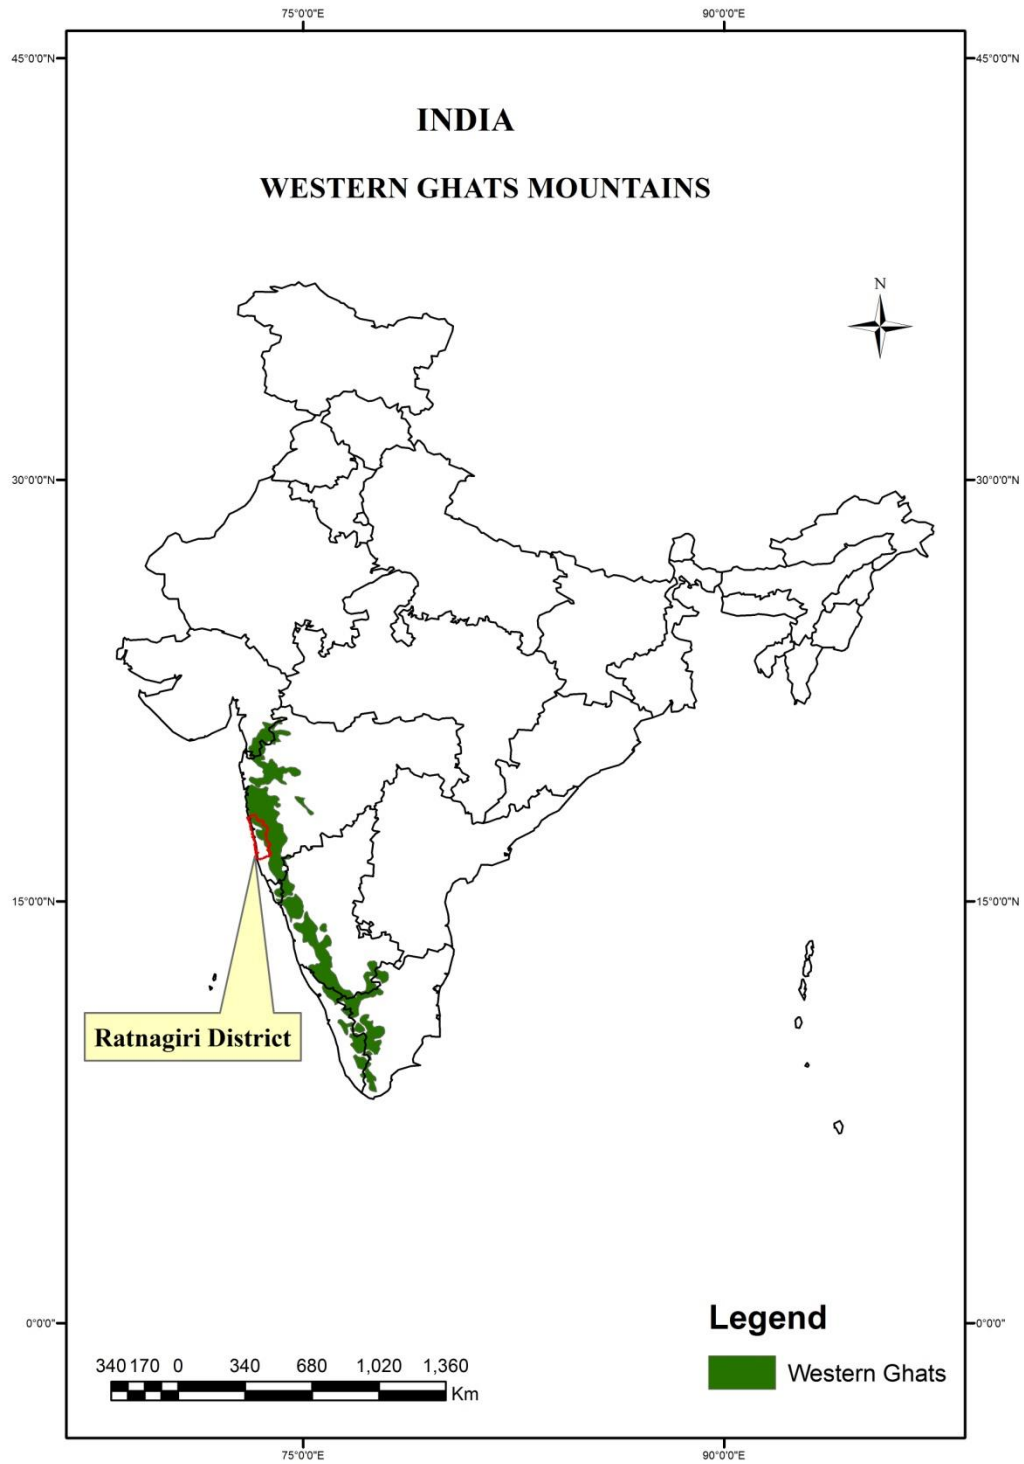 75°0'0"E 90°0'0"E
45°0'0"N 45°0'0"N
INDIA
WESTERN GHATS MOUNTAINS
N
30°0'0"N 30°0'0"N
15°0'0"N 15°0'0"N
Ratnagiri District
Legend
0°0'0" 0°0'0"
340 170 0 340 680 1,020 1,360
Km
Western Ghats
75°0'0"E 90°0'0"E